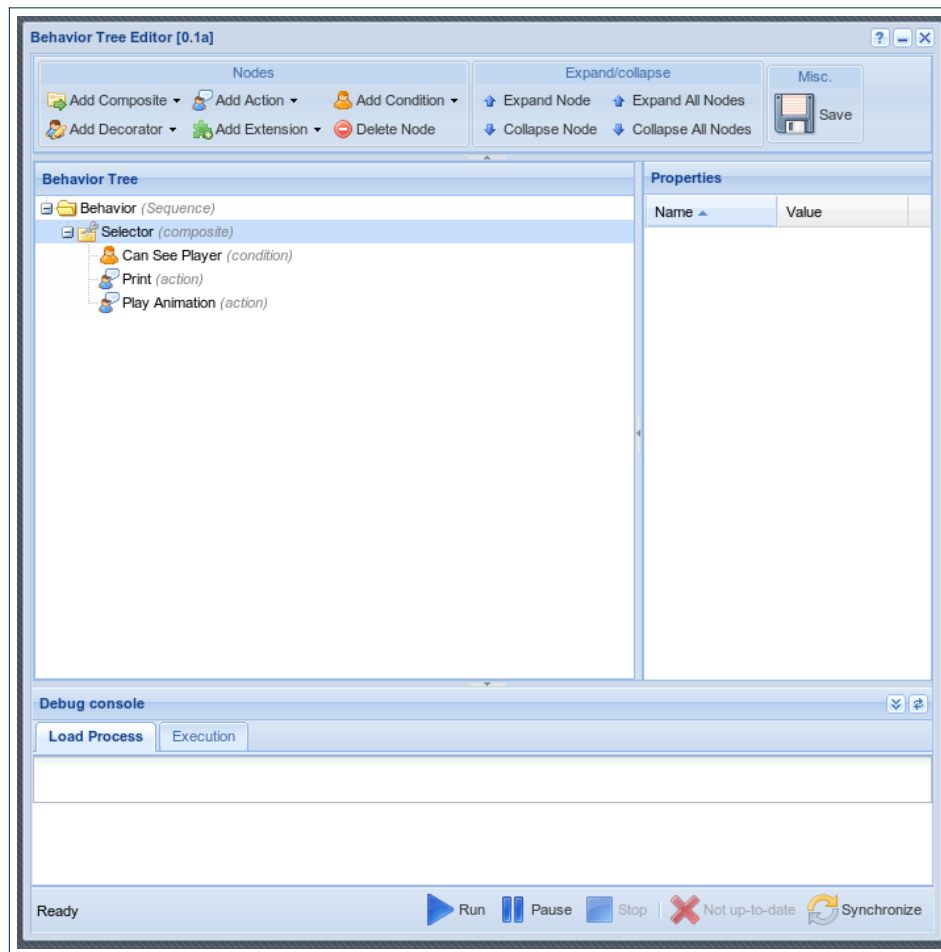 Behavior Tree Editor [0.1a]
Nodes
Add Composite Add Action Add Condition
Add Decorator Add Extension Delete Node
Expand/collapse
Expand Node Expand All Nodes
Collapse Node Collapse All Nodes
Misc.
Save
Behavior Tree
Behavior (Sequence)
Selector (composite)
Can See Player (condition)
Print (action)
Play Animation (action)
Properties
Name Value
Debug console
Load Process Execution
Ready Run Pause Stop Not up-to-date Synchronize